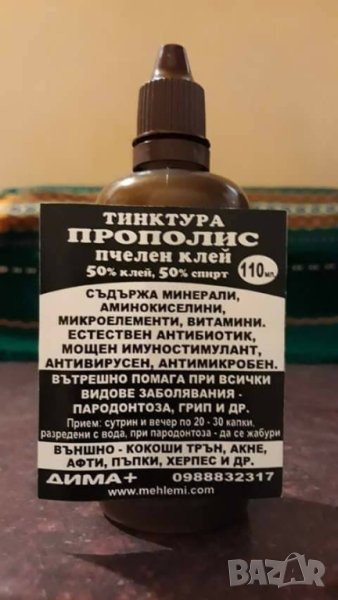 ТИНКТУРА
ПРОПОЛИС
ПЧЕЛЕН КЛЕЙ
50% клей, 50% спирт
110мл.
СЪДЪРЖА МИНЕРАЛИ,
АМИНОКИСЕЛИНИ,
МИКРОЕЛЕМЕНТИ, ВИТАМИНИ.
ЕСТЕСТВЕН АНТИБИОТИК,
МОЩЕН ИМУНОСТИМУЛАНТ,
АНТИВИРУСЕН, АНТИМИКРОБЕН.
ВЪТРЕШНО ПОМАГА ПРИ ВСИЧКИ
ВИДОВЕ ЗАБОЛЯВАНИЯ -
ПАРОДОНТОЗА, ГРИП И ДР.
Прием: сутрин и вечер по 20 - 30 капки,
разредени с вода, при пародонтоза - да се жабури
ВЪНШНО - КОКОШИ ТРЪН, АКНЕ,
АФТИ, ПЪПКИ, ХЕРПЕС И ДР.
ДИМА+ 0988832317
www.mehlemi.com
BAZAR